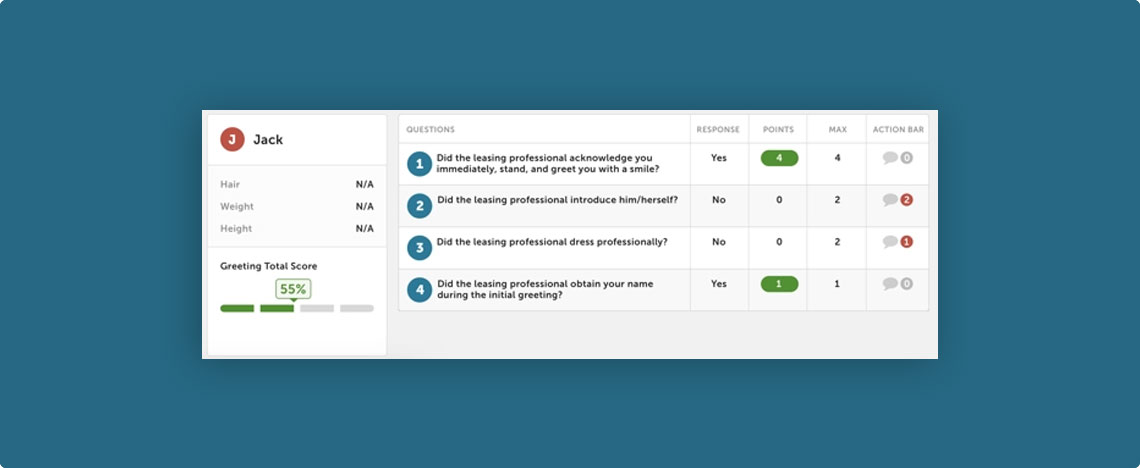 J Jack
Hair N/A
Weight N/A
Height N/A
Greeting Total Score
55%
QUESTIONS RESPONSE POINTS MAX ACTION BAR
1 Did the leasing professional acknowledge you
immediately, stand, and greet you with a smile? Yes 4 4 0
2 Did the leasing professional introduce him/herself? No 0 2 2
3 Did the leasing professional dress professionally? No 0 2 1
4 Did the leasing professional obtain your name
during the initial greeting? Yes 1 1 0